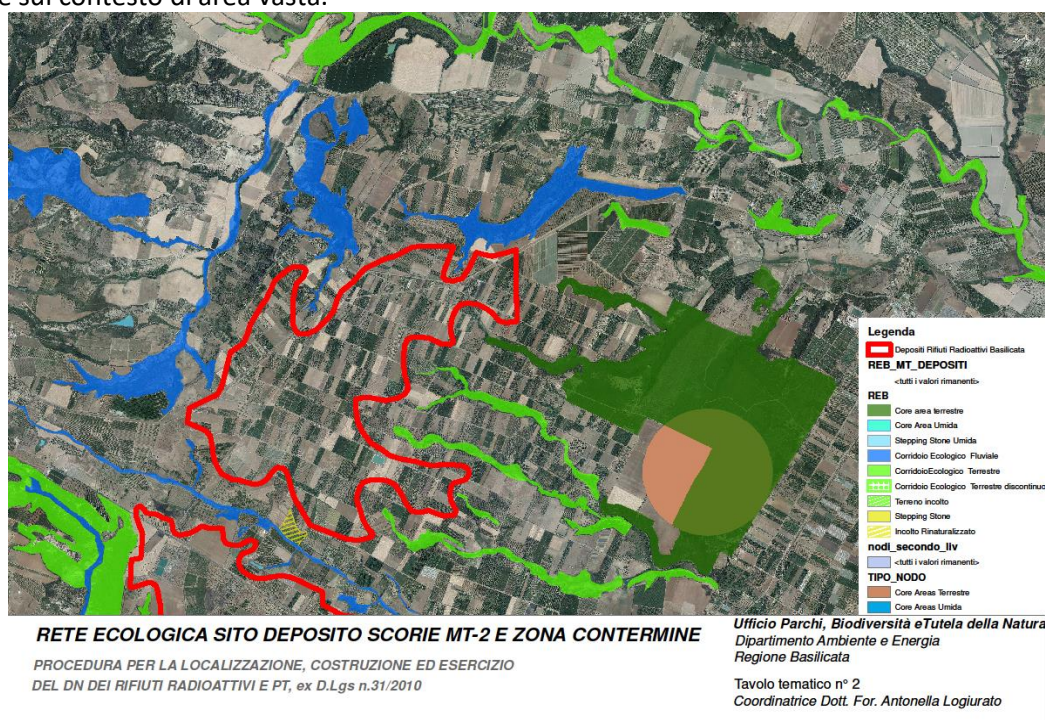 e sul contesto di area vasta.
Legenda
Depositi Rifiuti Radioattivi Basilicata
REB_MT_DEPOSITI
<tutti i valori rimanenti>
REB
Core area terrestre
Core Area Umida
Stepping Stone Umida
Corridoio Ecologico Fluviale
CorridoioEcologico Terrestre
Corridoio Ecologico Terrestre discontinuo
Terreno incolto
Stepping Stone
Incolto Rinaturalizzato
nodi_secondo_liv
<tutti i valori rimanenti>
TIPO_NODO
Core Areas Terrestre
Core Areas Umida
RETE ECOLOGICA SITO DEPOSITO SCORIE MT-2 E ZONA CONTERMINE
PROCEDURA PER LA LOCALIZZAZIONE, COSTRUZIONE ED ESERCIZIO
DEL DN DEI RIFIUTI RADIOATTIVI E PT, ex D.Lgs n.31/2010
Ufficio Parchi, Biodiversità eTutela della Natura
Dipartimento Ambiente e Energia
Regione Basilicata
Tavolo tematico n° 2
Coordinatrice Dott. For. Antonella Logiurato